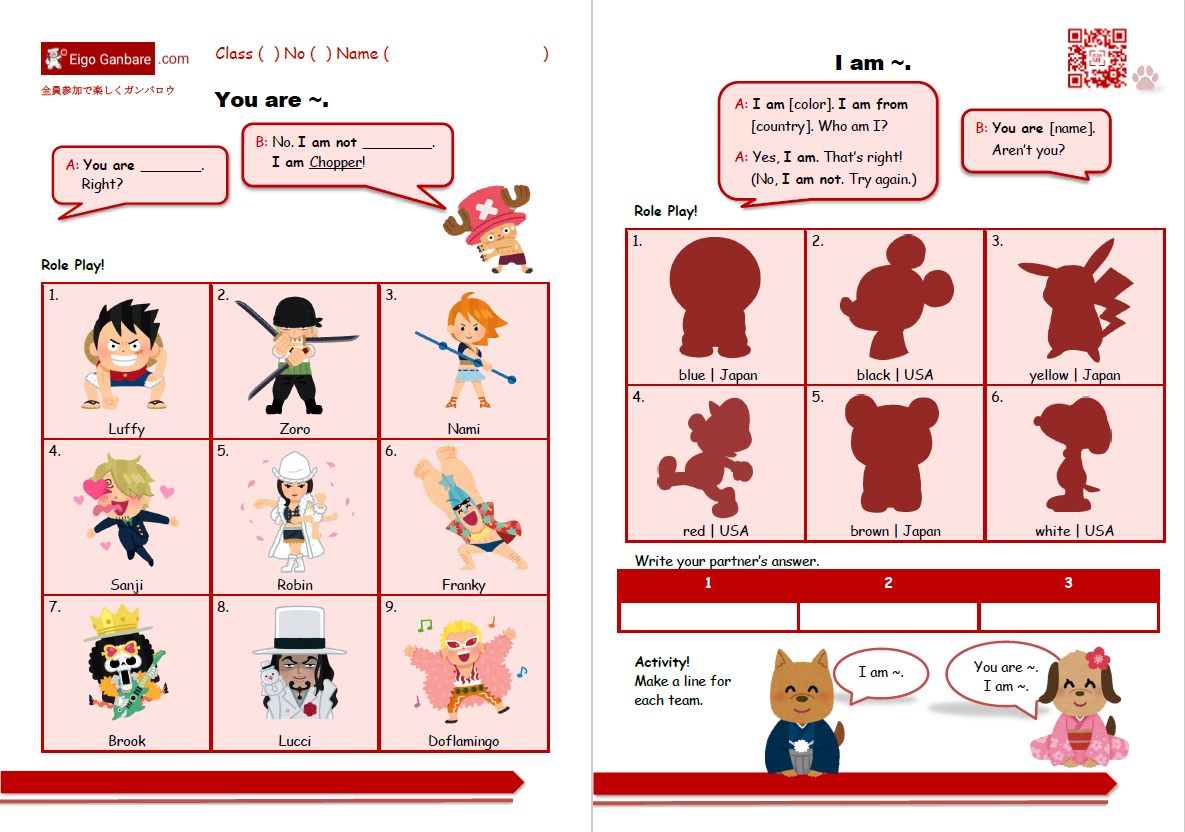 Eigo Ganbare .com
全員参加で楽しくガンバロウ
Class ( ) No ( ) Name ( )
You are ~.
A: You are ________.
Right?
B: No. I am not _________.
I am Chopper!
Role Play!
1.
Luffy
2.
Zoro
3.
Nami
4.
Sanji
5.
Robin
6.
Franky
7.
Brook
8.
Lucci
9.
Doflamingo
I am ~.
A: I am [color]. I am from
[country]. Who am I?
A: Yes, I am. That's right!
(No, I am not. Try again.)
B: You are [name].
Aren't you?
Role Play!
1.
blue | Japan
2.
black | USA
3.
yellow | Japan
4.
red | USA
5.
brown | Japan
6.
white | USA
Write your partner's answer.
1 2 3
Activity!
Make a line for
each team.
I am ~.
You are ~.
I am ~.